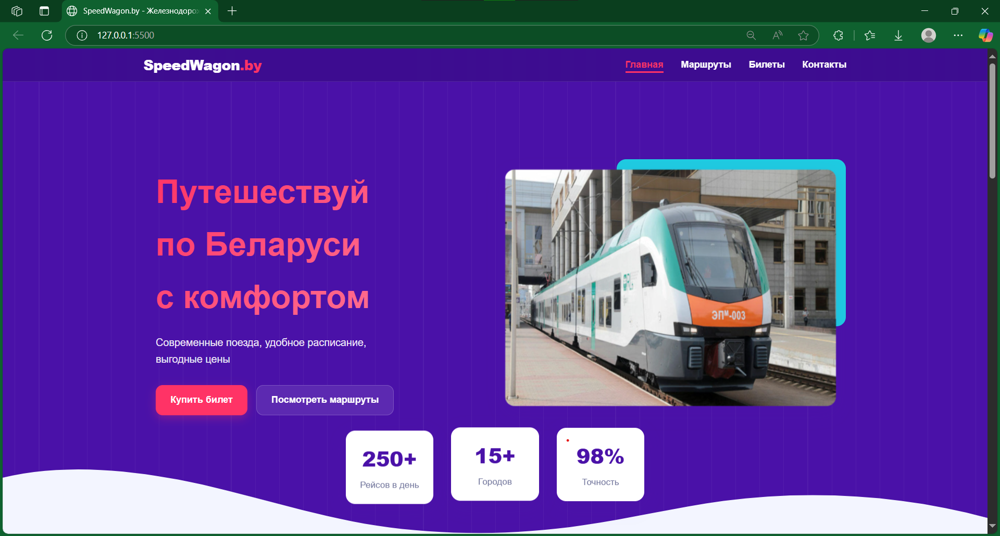 SpeedWagon.by - Железнодорож
127.0.0.1:5500
SpeedWagon.by
Главная
Маршруты
Билеты
Контакты
Путешествуй
по Беларуси
с комфортом
Современные поезда, удобное расписание,
выгодные цены
Купить билет
Посмотреть маршруты
ЭПМ-003
250+
Рейсов в день
15+
Городов
98%
Точность